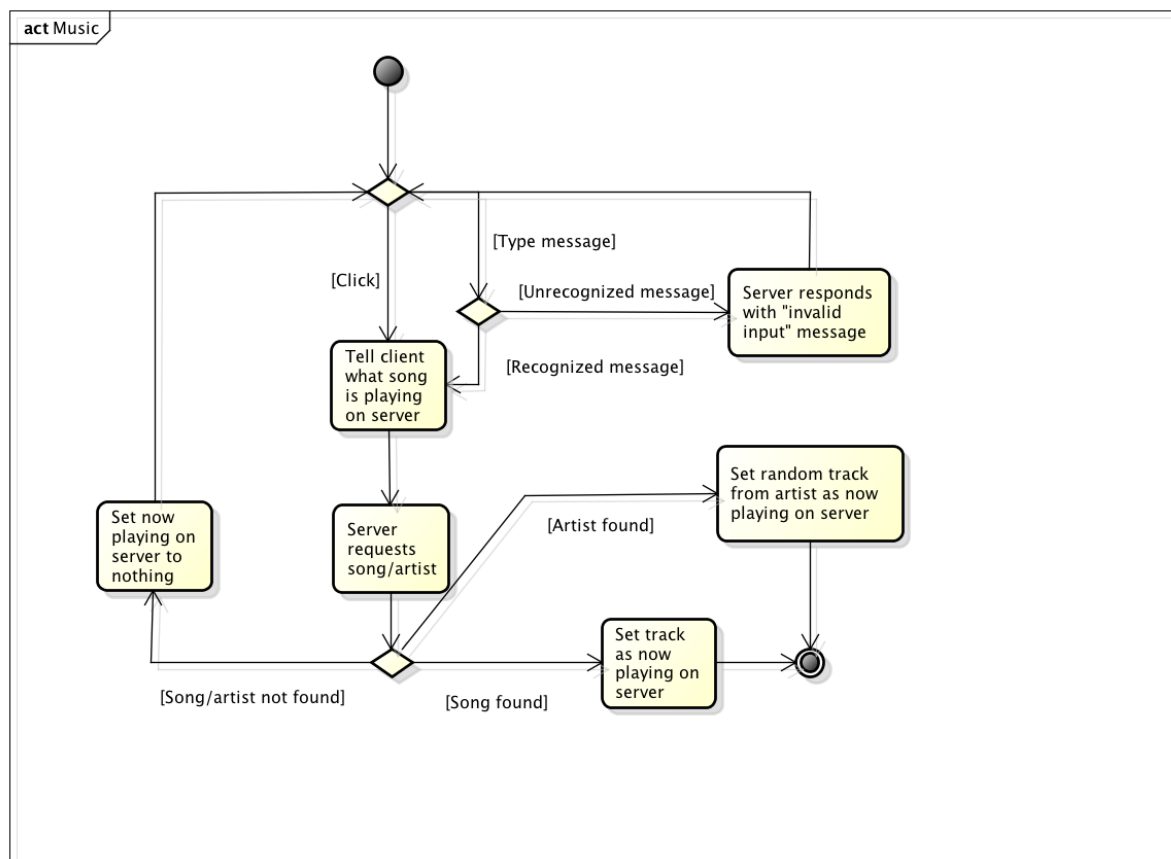 act Music
[Type message]
[Click]
[Unrecognized message]
Server responds
with "invalid
input" message
Tell client
what song
is playing
on server
[Recognized message]
Set random track
from artist as now
playing on server
Set now
playing on
server to
nothing
Server
requests
song/artist
[Artist found]
Set track
as now
playing on
server
[Song/artist not found]
[Song found]